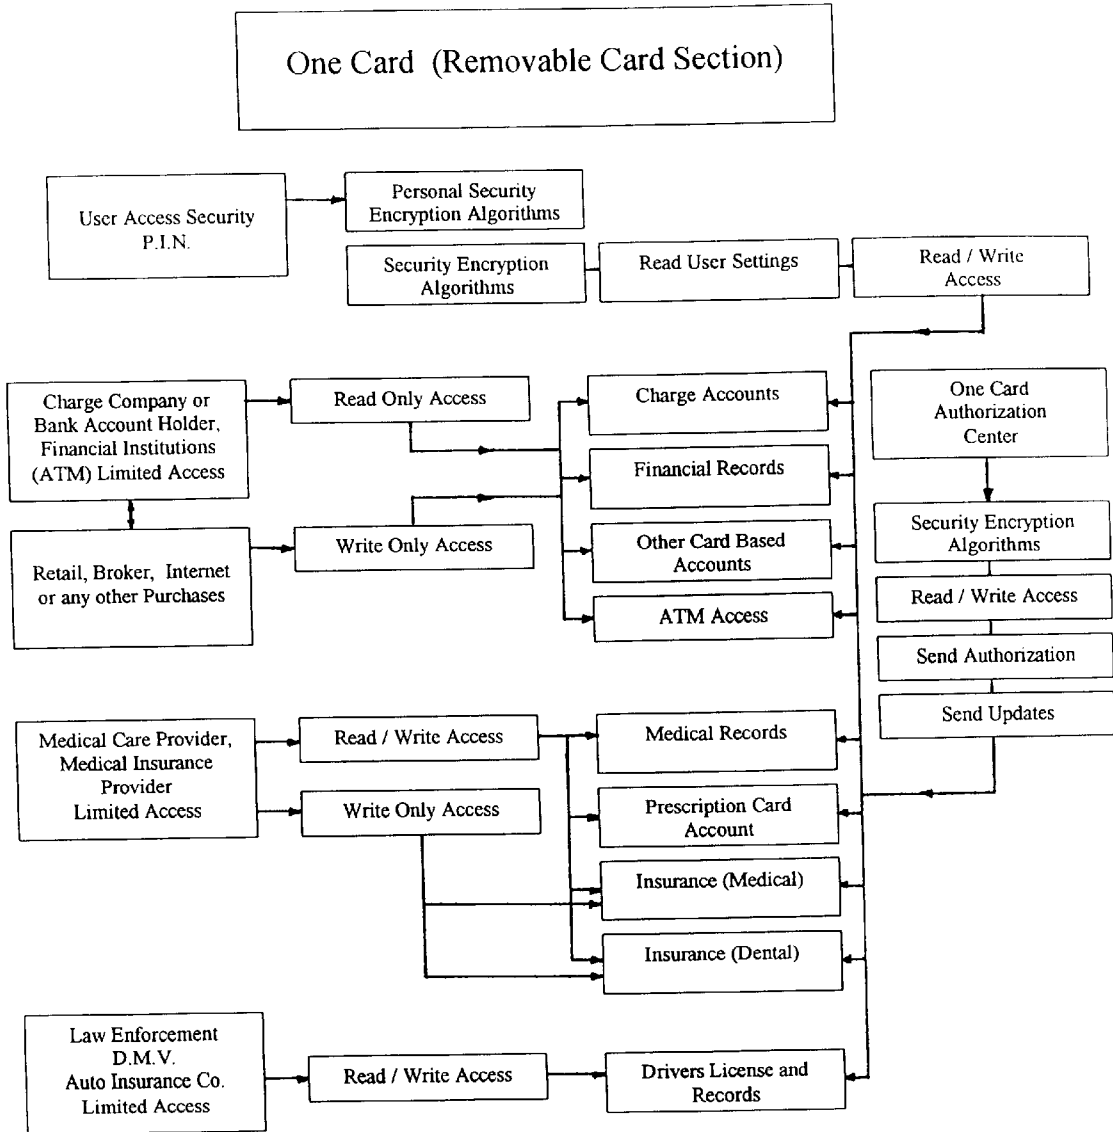 One Card (Removable Card Section)
User Access Security
P.I.N.
Personal Security
Encryption Algorithms
Security Encryption
Algorithms
Read User Settings
Read / Write
Access
Charge Company or
Bank Account Holder,
Financial Institutions
(ATM) Limited Access
Read Only Access
Charge Accounts
One Card
Authorization
Center
Financial Records
Retail, Broker, Internet
or any other Purchases
Write Only Access
Other Card Based
Accounts
Security Encryption
Algorithms
ATM Access
Read / Write Access
Send Authorization
Send Updates
Medical Care Provider,
Medical Insurance
Provider
Limited Access
Read / Write Access
Medical Records
Write Only Access
Prescription Card
Account
Insurance (Medical)
Insurance (Dental)
Law Enforcement
D.M.V.
Auto Insurance Co.
Limited Access
Read / Write Access
Drivers License and
Records